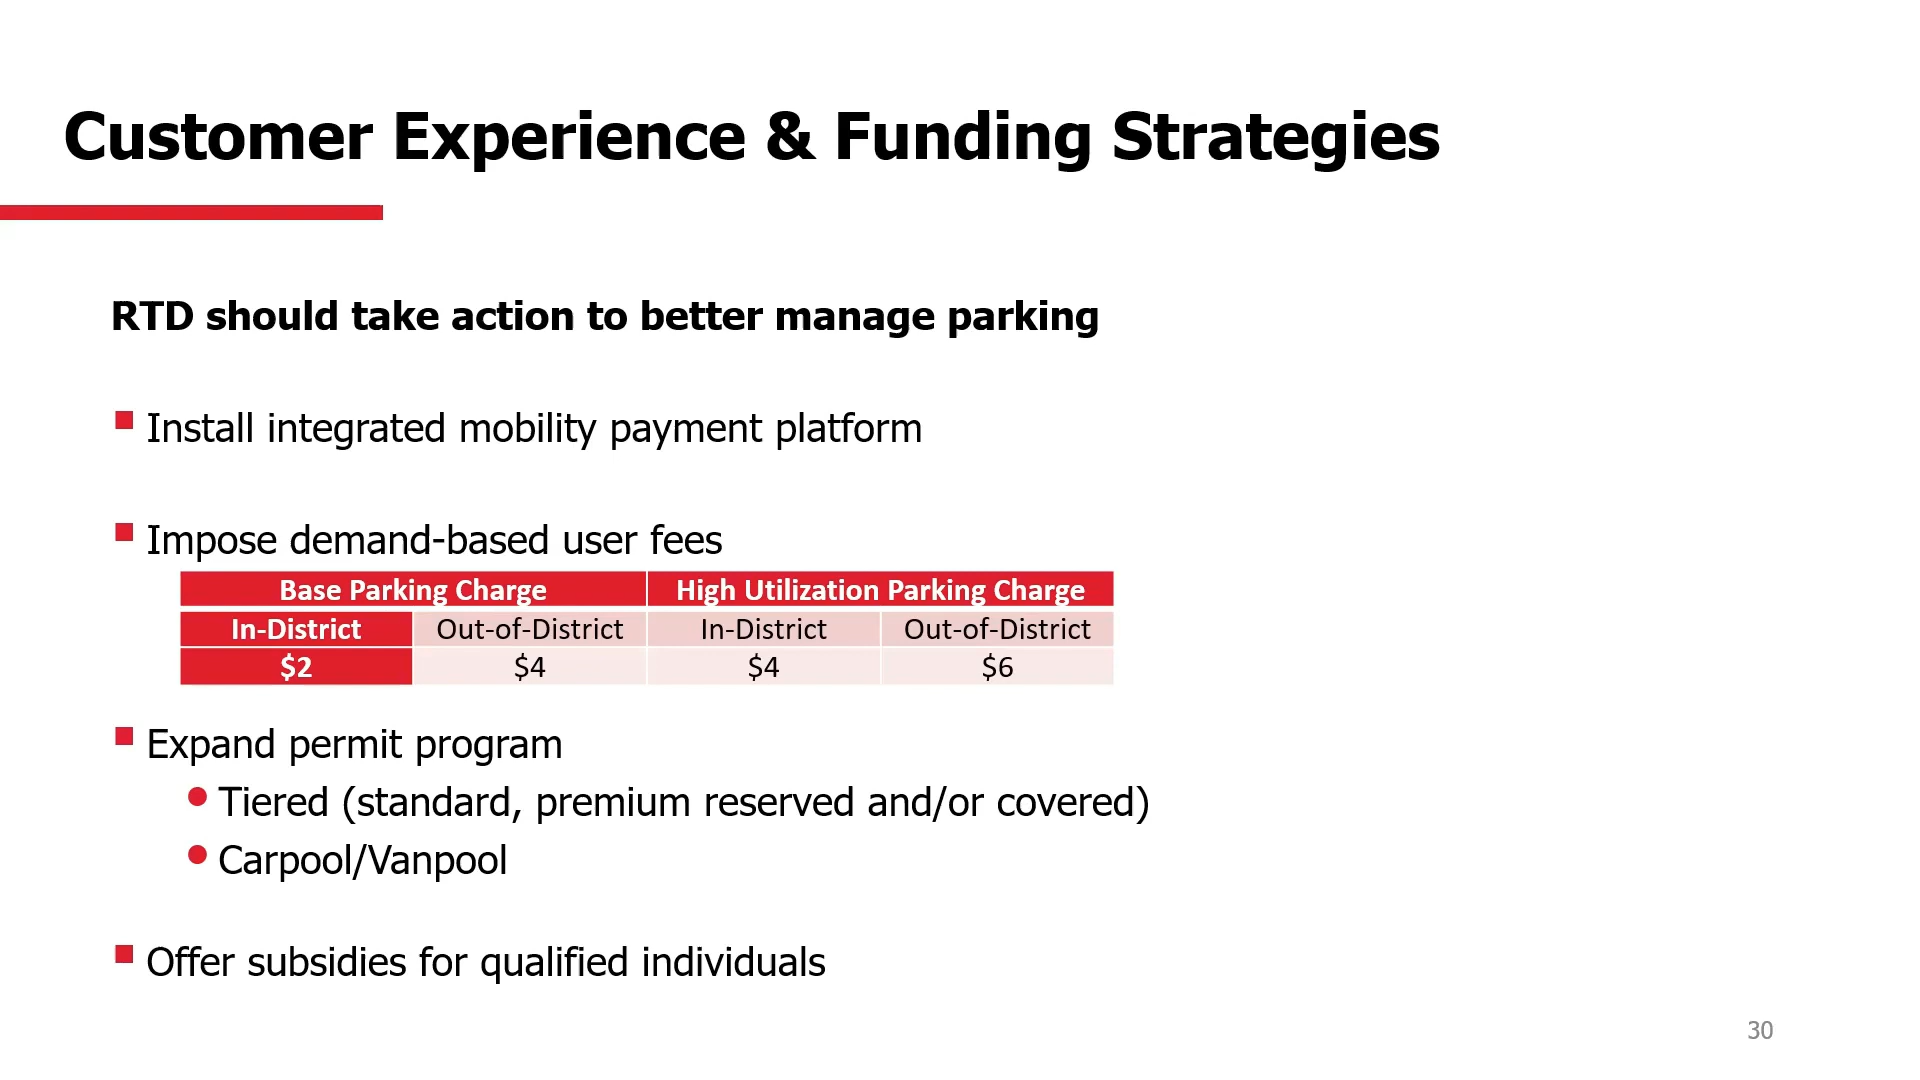 Customer Experience & Funding Strategies
RTD should take action to better manage parking
Install integrated mobility payment platform
Impose demand-based user fees
Base Parking Charge High Utilization Parking Charge
In-District Out-of-District In-District Out-of-District
$2 $4 $4 $6
Expand permit program
Tiered (standard, premium reserved and/or covered)
Carpool/Vanpool
Offer subsidies for qualified individuals
30